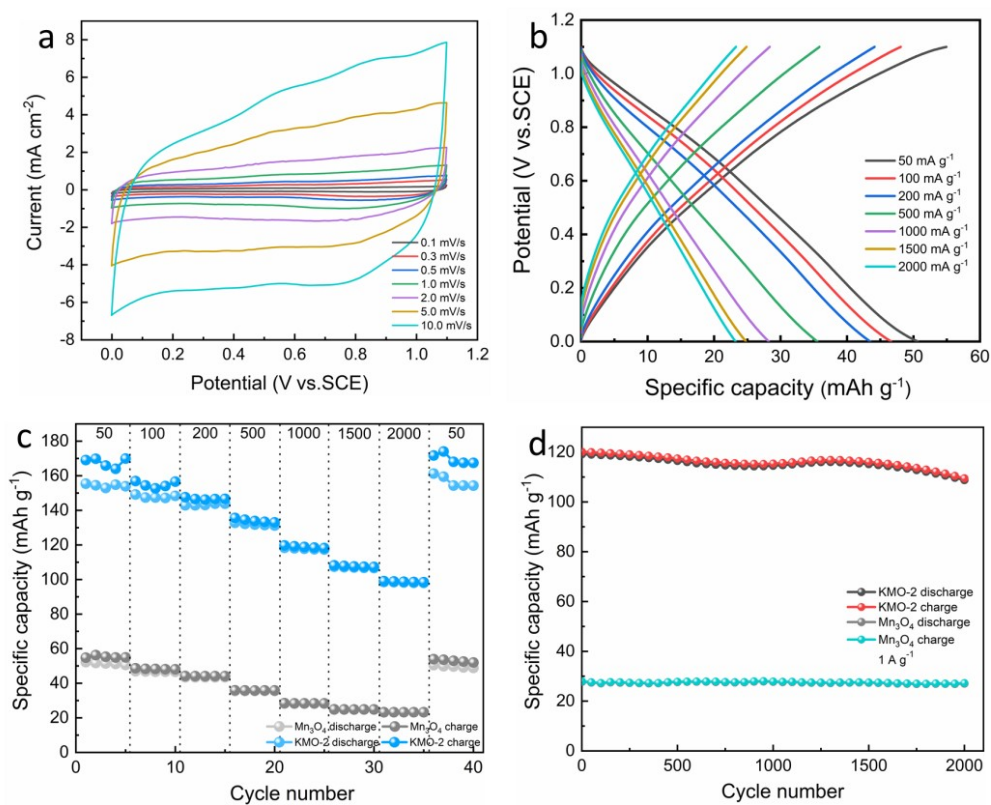 a
8
6
4
2
0
-2
-4
-6
-8
Current (mA cm⁻²)
0.1 mV/s
0.3 mV/s
0.5 mV/s
1.0 mV/s
2.0 mV/s
5.0 mV/s
10.0 mV/s
0.0 0.2 0.4 0.6 0.8 1.0 1.2
Potential (V vs.SCE)
b
1.2
1.0
0.8
0.6
0.4
0.2
0.0
Potential (V vs.SCE)
50 mA g⁻¹
100 mA g⁻¹
200 mA g⁻¹
500 mA g⁻¹
1000 mA g⁻¹
1500 mA g⁻¹
2000 mA g⁻¹
0 10 20 30 40 50 60
Specific capacity (mAh g⁻¹)
c
50 100 200 500 1000 1500 2000 50
180
160
140
120
100
80
60
40
20
0
Specific capacity (mAh g⁻¹)
Mn₃O₄ discharge Mn₃O₄ charge
KMO-2 discharge KMO-2 charge
0 10 20 30 40
Cycle number
d
120
100
80
60
40
20
0
Specific capacity (mAh g⁻¹)
KMO-2 discharge
KMO-2 charge
Mn₃O₄ discharge
Mn₃O₄ charge
1 A g⁻¹
0 500 1000 1500 2000
Cycle number